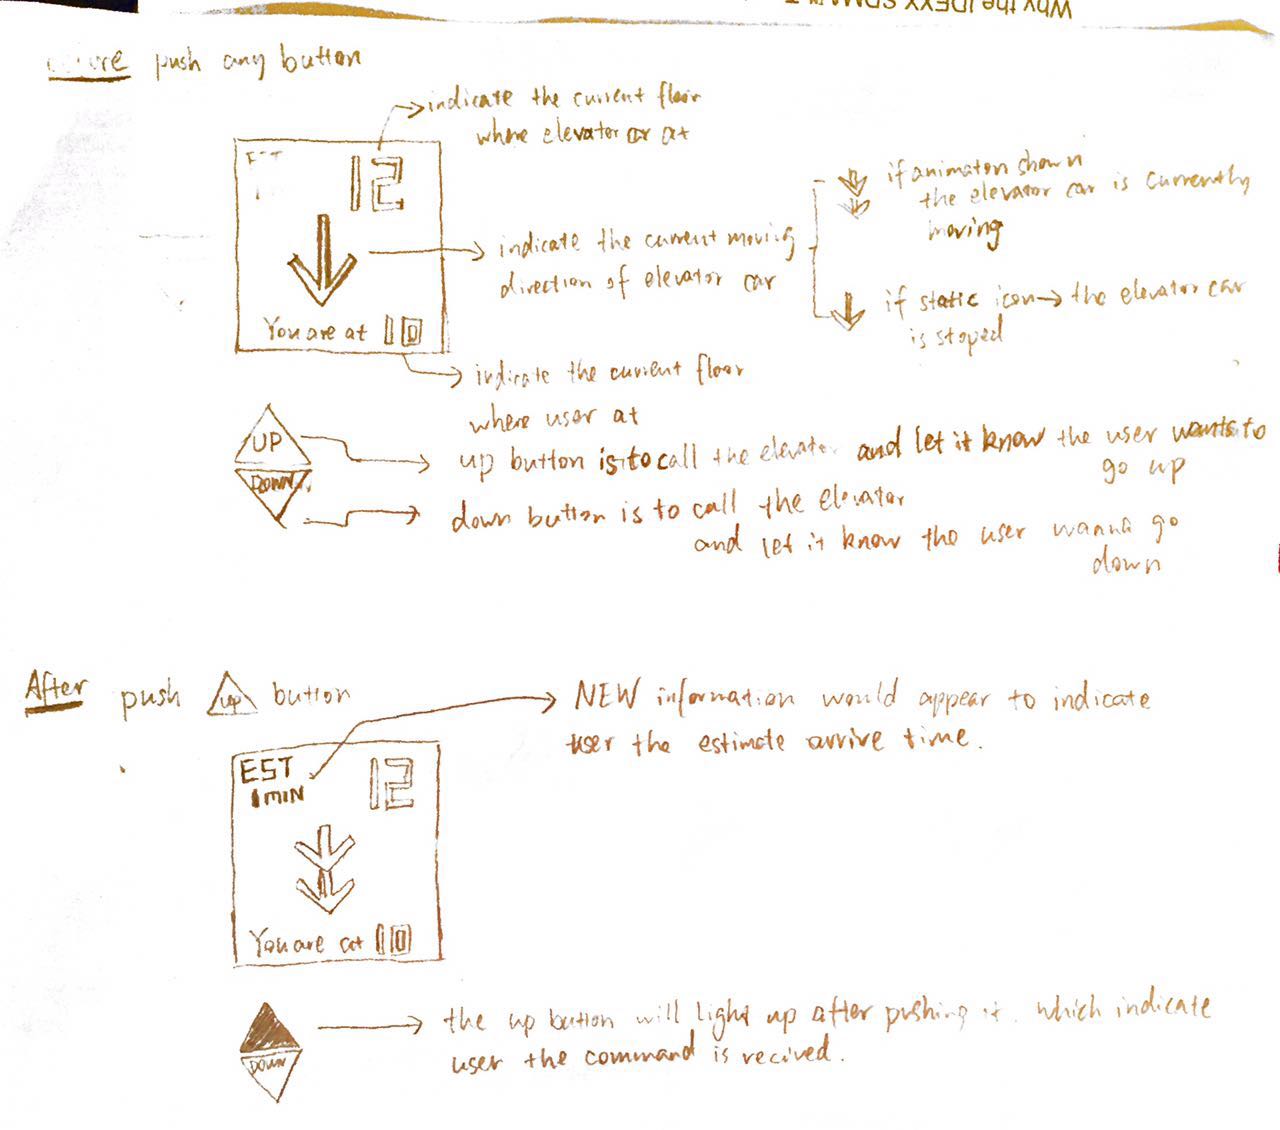 Why the IDEXX SDMA T
push any button
indicate the current floor
where elevator car at
12
You are at 10
indicate the current moving
direction of elevator car
if animaton shown
the elevator car is currently
moving
if static icon→ the elevator car
is stoped
indicate the current floor
where user at
UP
up button is to call the elevator and let it know the user wants to
go up
DOWN
down button is to call the elevator
and let it know the user wanna go
down
After push UP button
NEW information would appear to indicate
user the estimate arrive time.
EST
1 MIN
12
You are at 10
the up button will light up after pushing it. which indicate
user the command is recived.
DOWN